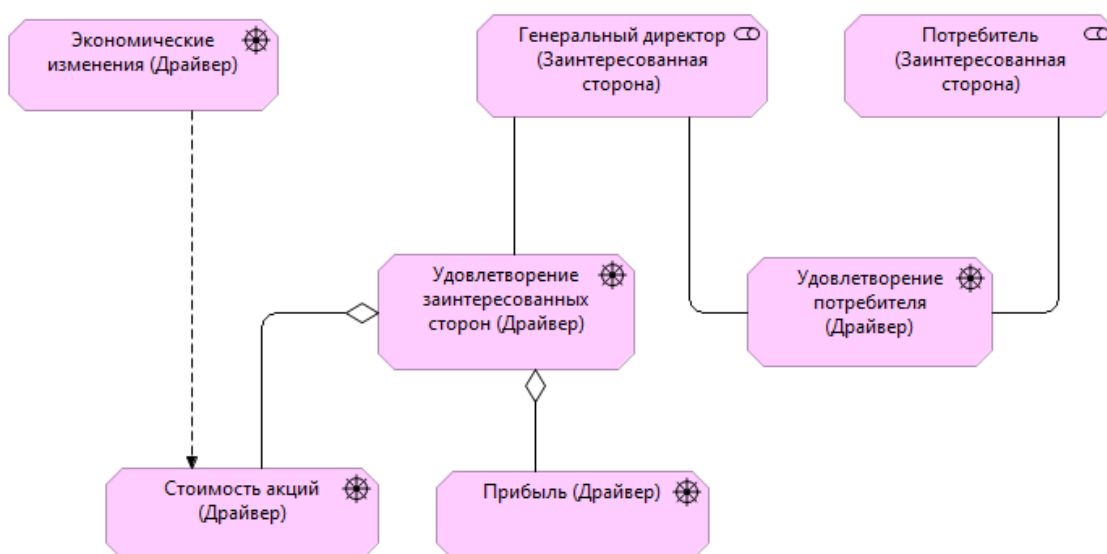 Экономические
изменения (Драйвер)
Генеральный директор
(Заинтересованная
сторона)
Потребитель
(Заинтересованная
сторона)
Удовлетворение
заинтересованных
сторон (Драйвер)
Удовлетворение
потребителя
(Драйвер)
Стоимость акций
(Драйвер)
Прибыль (Драйвер)